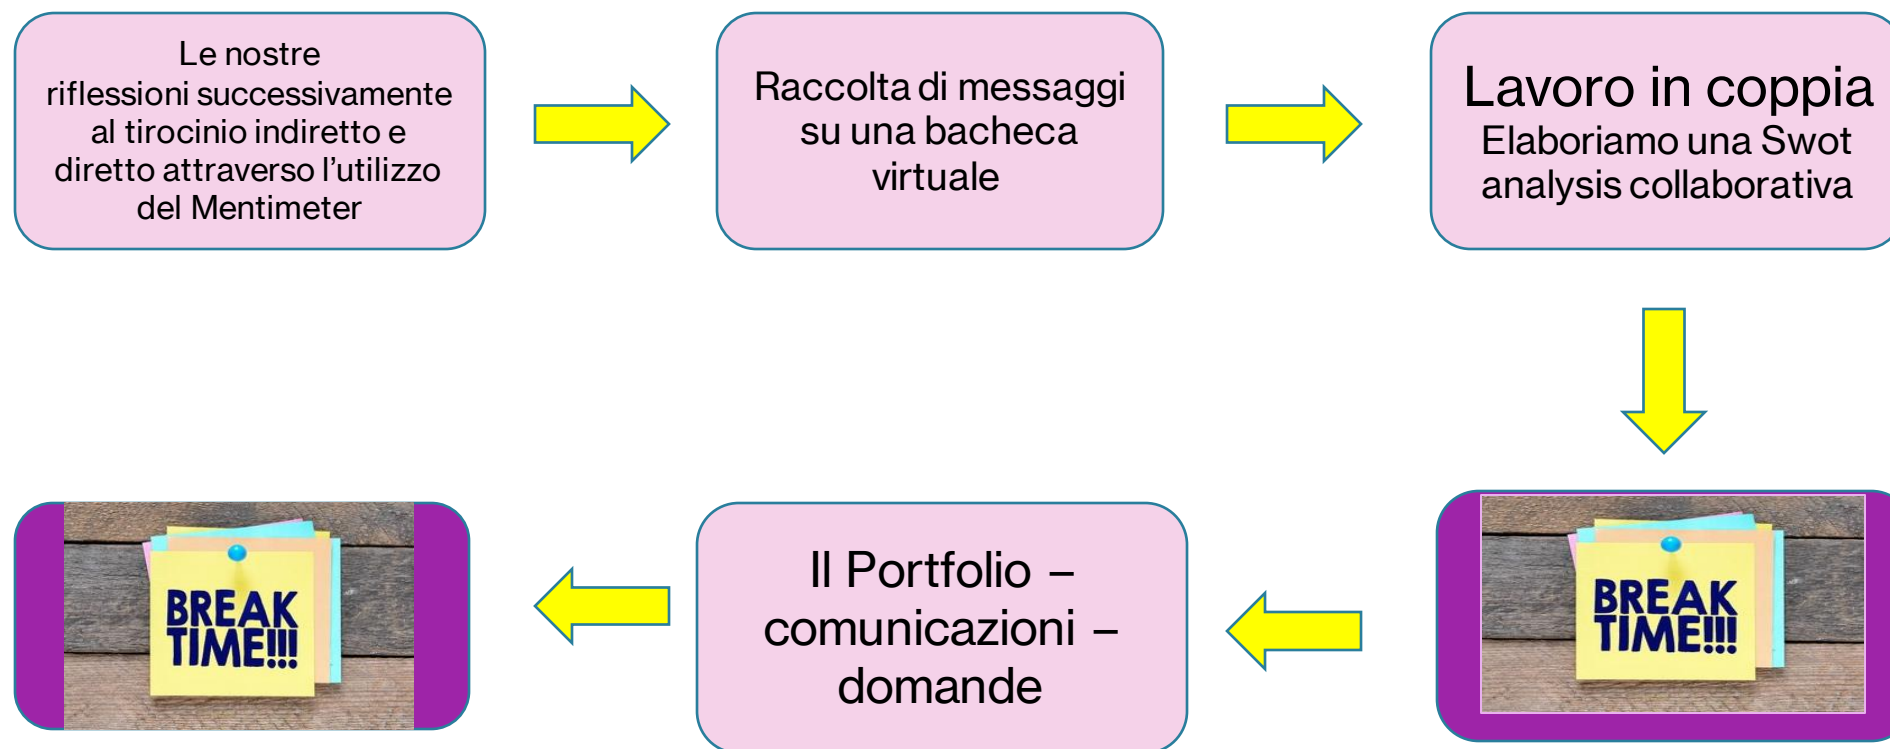 Le nostre
riflessioni successivamente
al tirocinio indiretto e
diretto attraverso l'utilizzo
del Mentimeter
Raccolta di messaggi
su una bacheca
virtuale
Lavoro in coppia
Elaboriamo una Swot
analysis collaborativa
BREAK
TIME!!!
Il Portfolio –
comunicazioni –
domande
BREAK
TIME!!!